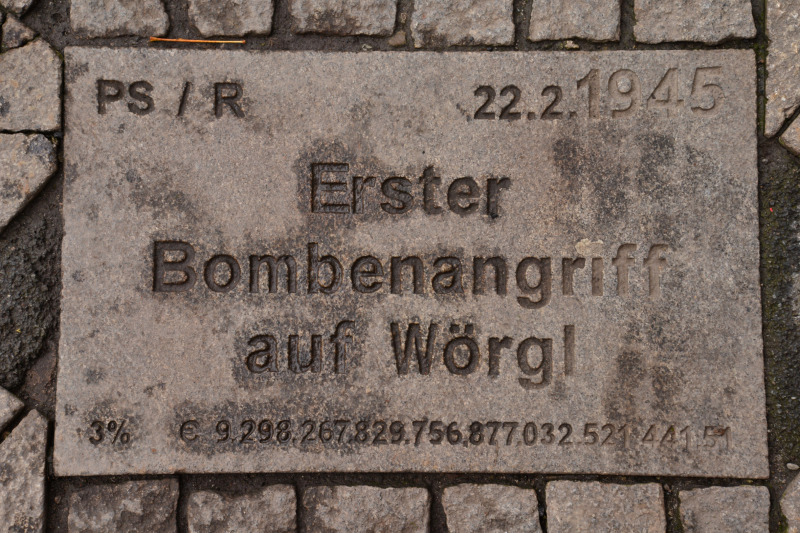 PS / R 22.2.1945
Erster
Bombenangriff
auf Wörgl
3% € 9.298.267.829.756.877.032.521.441.51